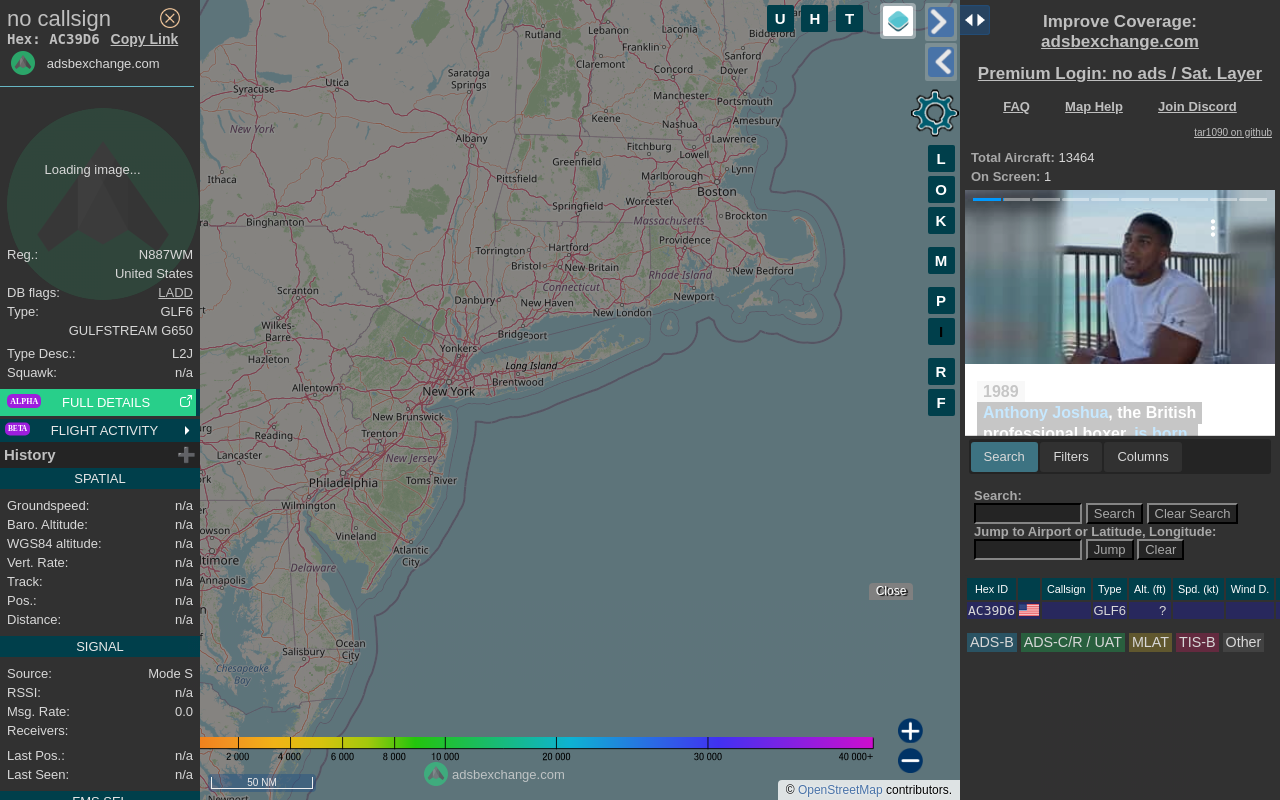 no callsign
Hex: AC39D6 Copy Link
adsbexchange.com
Loading image...
Reg.: N887WM
United States
DB flags: LADD
Type: GLF6
GULFSTREAM G650
Type Desc.: L2J
Squawk: n/a
ALPHA FULL DETAILS
BETA FLIGHT ACTIVITY
History
SPATIAL
Groundspeed: n/a
Baro. Altitude: n/a
WGS84 altitude: n/a
Vert. Rate: n/a
Track: n/a
Pos.: n/a
Distance: n/a
SIGNAL
Source: Mode S
RSSI: n/a
Msg. Rate: 0.0
Receivers:
Last Pos.: n/a
Last Seen: n/a
FMS SEL
U H T
L
O
K
M
P
I
R
F
Rutland
Lebanon
Laconia
Biddeford
Franklin
Sanford
Claremont
Concord
Dover
Utica
Saratoga
Springs
Syracuse
Manchester
Portsmouth
Keene
Nashua
Amesbury
New York
Albany
Lawrence
Fitchburg
Lowell
Greenfield
Lynn
Marlborough
Ithaca
Pittsfield
Boston
Worcester
Springfield
Massachusetts
Brockton
Binghamton
Providence
Torrington
Hartford
Bristol
New Britain
New Bedford
Rhode Island
Connecticut
Scranton
Danbury
New Haven
Newport
New London
Wilkes-
Barre
Bridgeport
Yonkers
Hazleton
Long Island
Brentwood
Allentown
New York
New Brunswick
Reading
Trenton
Lancaster
New Jersey
Philadelphia
Toms River
Wilmington
Vineland
Atlantic
City
Delaware
Annapolis
Ocean
City
Salisbury
Chesapeake
Bay
Newport
Close
2 000 4 000 6 000 8 000 10 000 20 000 30 000 40 000+
50 NM
adsbexchange.com
© OpenStreetMap contributors.
Improve Coverage:
adsbexchange.com
Premium Login: no ads / Sat. Layer
FAQ Map Help Join Discord
tar1090 on github
Total Aircraft: 13464
On Screen: 1
1989
Anthony Joshua, the British
professional boxer, is born
Search Filters Columns
Search:
Search Clear Search
Jump to Airport or Latitude, Longitude:
Jump Clear
Hex ID Callsign Type Alt. (ft) Spd. (kt) Wind D.
AC39D6 GLF6 ?
ADS-B ADS-C/R / UAT MLAT TIS-B Other